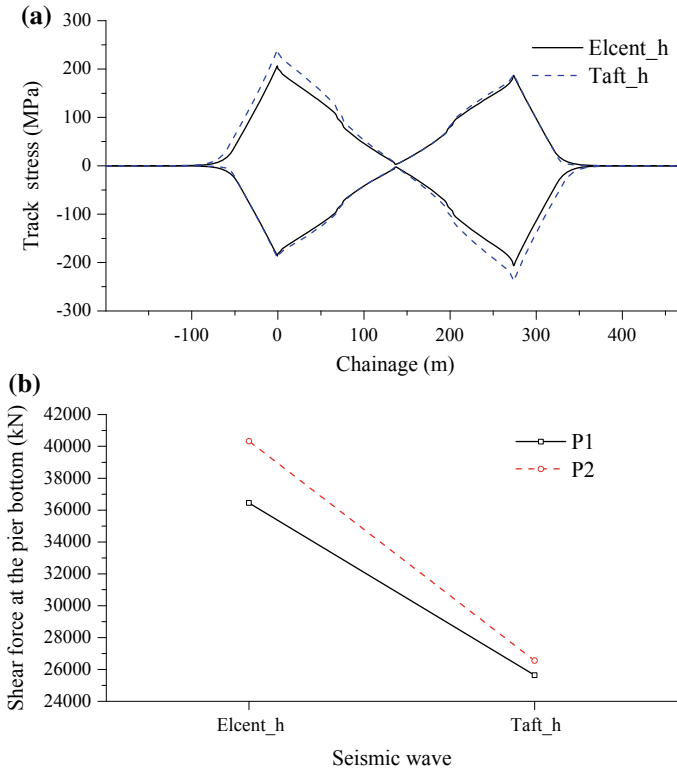 (a)
300
200
100
0
-100
-200
-300
Track stress (MPa)
Elcent_h
Taft_h
-100
0
100
200
300
400
Chainage (m)
(b)
42000
40000
38000
36000
34000
32000
30000
28000
26000
24000
Shear force at the pier bottom (kN)
P1
P2
Elcent_h
Taft_h
Seismic wave